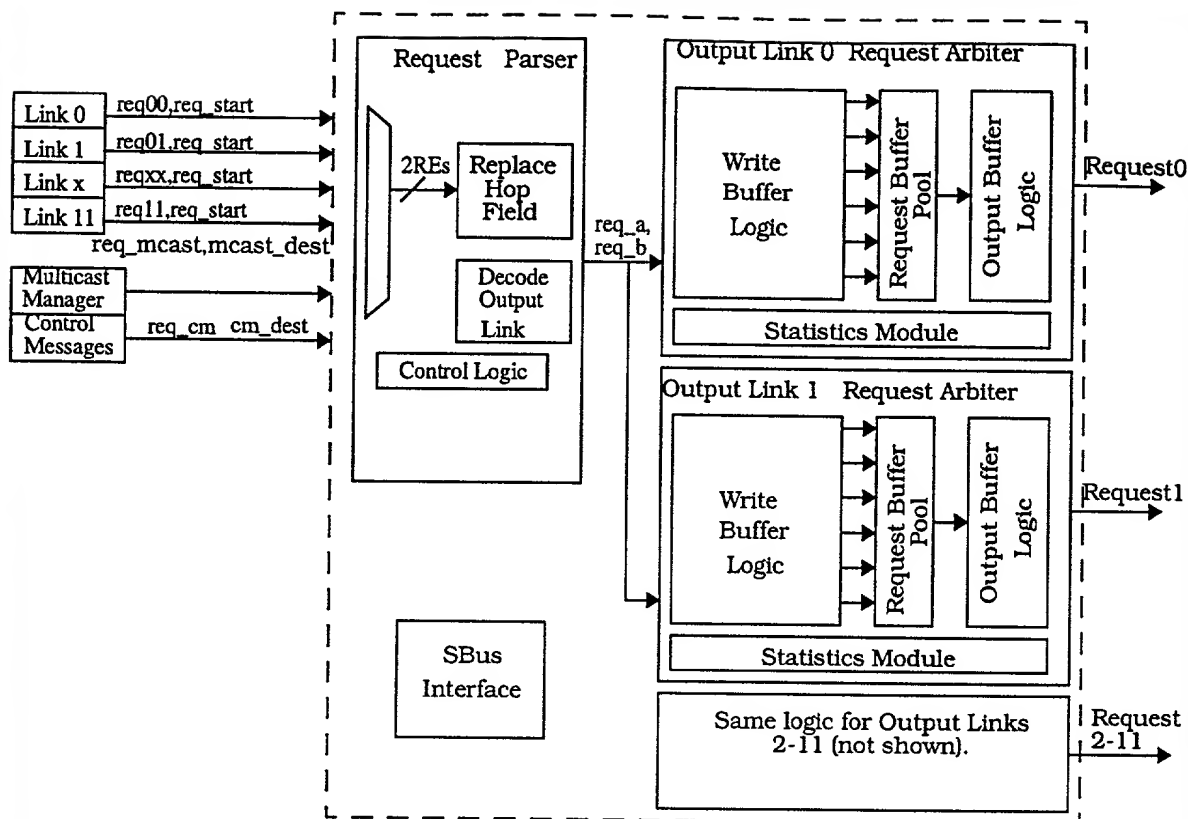 Request Parser
Output Link 0 Request Arbiter
Link 0
req00,req_start
Link 1
req01,req_start
Link x
reqxx,req_start
Link 11
req11,req_start
req_mcast,mcast_dest
Multicast
Manager
Control
Messages
req_cm cm_dest
2REs
Replace
Hop
Field
Decode
Output
Link
Control Logic
req_a,
req_b
Write
Buffer
Logic
Request Buffer
Pool
Output Buffer
Logic
Statistics Module
Request0
Output Link 1 Request Arbiter
Write
Buffer
Logic
Request Buffer
Pool
Output Buffer
Logic
Statistics Module
Request1
SBus
Interface
Same logic for Output Links
2-11 (not shown).
Request
2-11